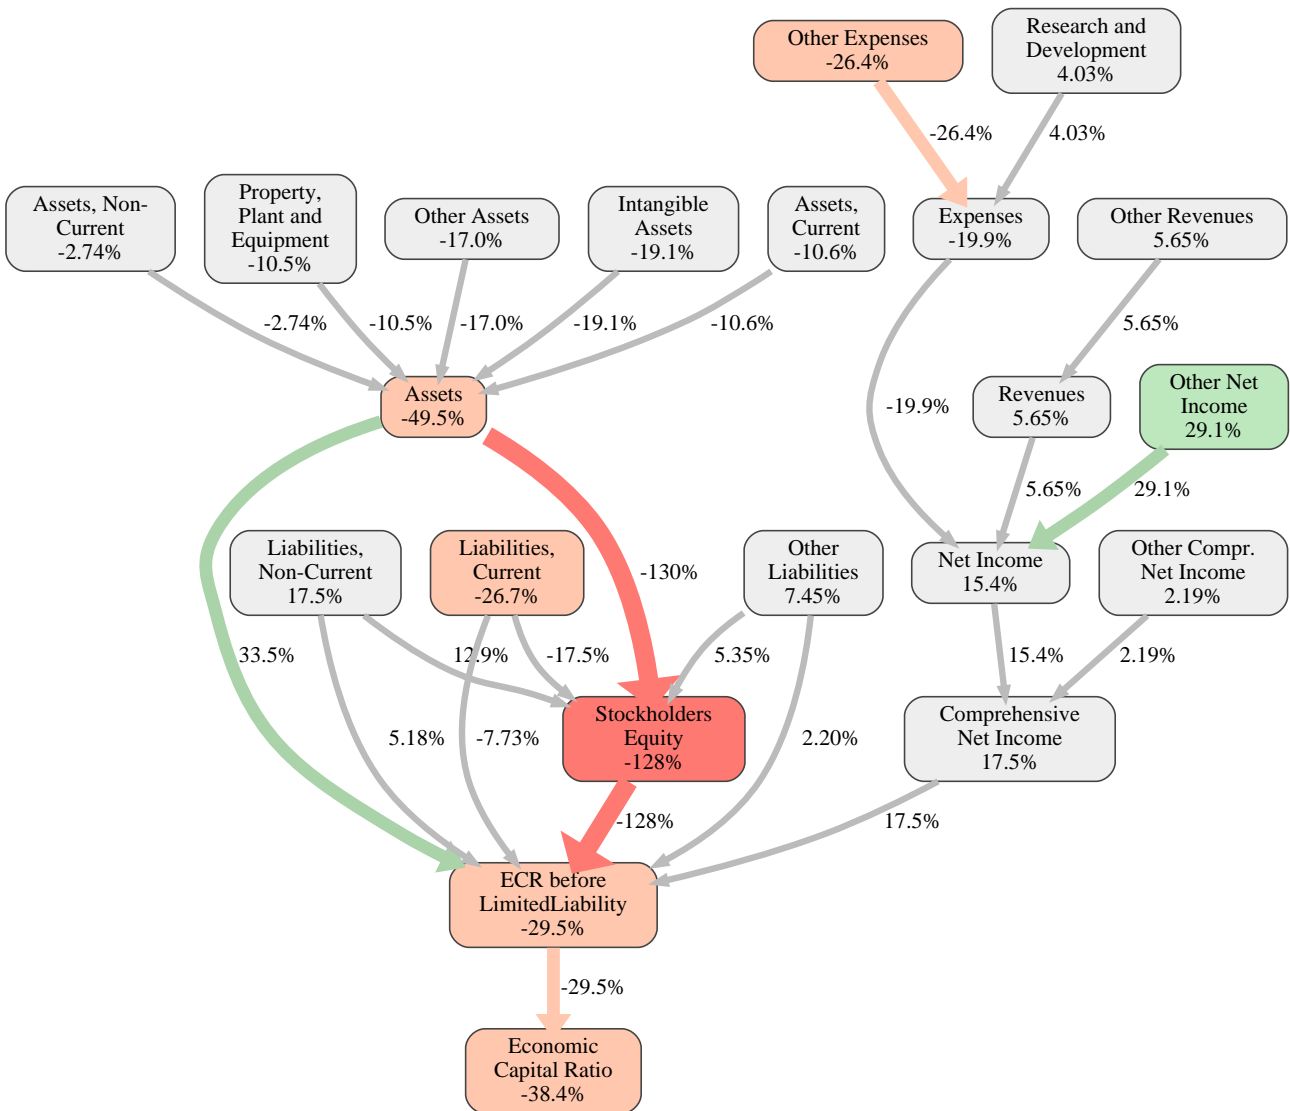 Other Expenses
-26.4%
Research and
Development
4.03%
-26.4%
4.03%
Assets, Non-
Current
-2.74%
Property,
Plant and
Equipment
-10.5%
Other Assets
-17.0%
Intangible
Assets
-19.1%
Assets,
Current
-10.6%
Expenses
-19.9%
Other Revenues
5.65%
-2.74%
-10.5%
-17.0%
-19.1%
-10.6%
5.65%
Assets
-49.5%
-19.9%
Revenues
5.65%
Other Net
Income
29.1%
5.65%
29.1%
Liabilities,
Non-Current
17.5%
Liabilities,
Current
-26.7%
-130%
Other
Liabilities
7.45%
Net Income
15.4%
Other Compr.
Net Income
2.19%
33.5%
12.9%
-17.5%
5.35%
15.4%
2.19%
5.18%
-7.73%
Stockholders
Equity
-128%
2.20%
Comprehensive
Net Income
17.5%
-128%
17.5%
ECR before
LimitedLiability
-29.5%
-29.5%
Economic
Capital Ratio
-38.4%